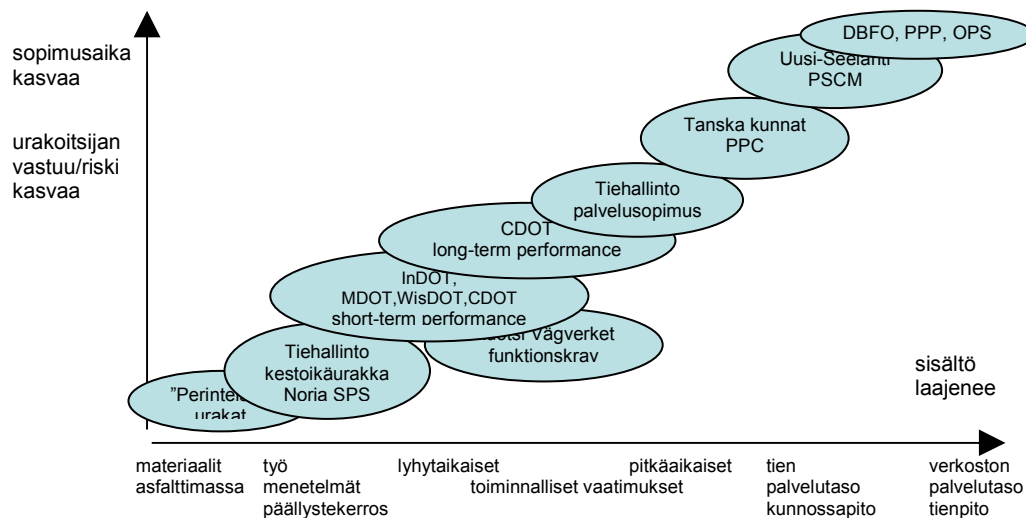 sopimusaika
kasvaa
urakoitsijan
vastuu/riski
kasvaa
DBFO, PPP, OPS
Uusi-Seelanti
PSCM
Tanska kunnat
PPC
Tiehallinto
palvelusopimus
CDOT
long-term performance
InDOT,
MDOT,WisDOT,CDOT
short-term performance
Vägverket
funktionskrav
Tiehallinto
kestoikäurakka
Noria SPS
urakat
sisältö
laajenee
materiaalit
asfalttimassa
työ
menetelmät
päällystekerros
lyhytaikaiset
pitkäaikaiset
toiminnalliset vaatimukset
tien
palvelutaso
kunnossapito
verkoston
palvelutaso
tienpito